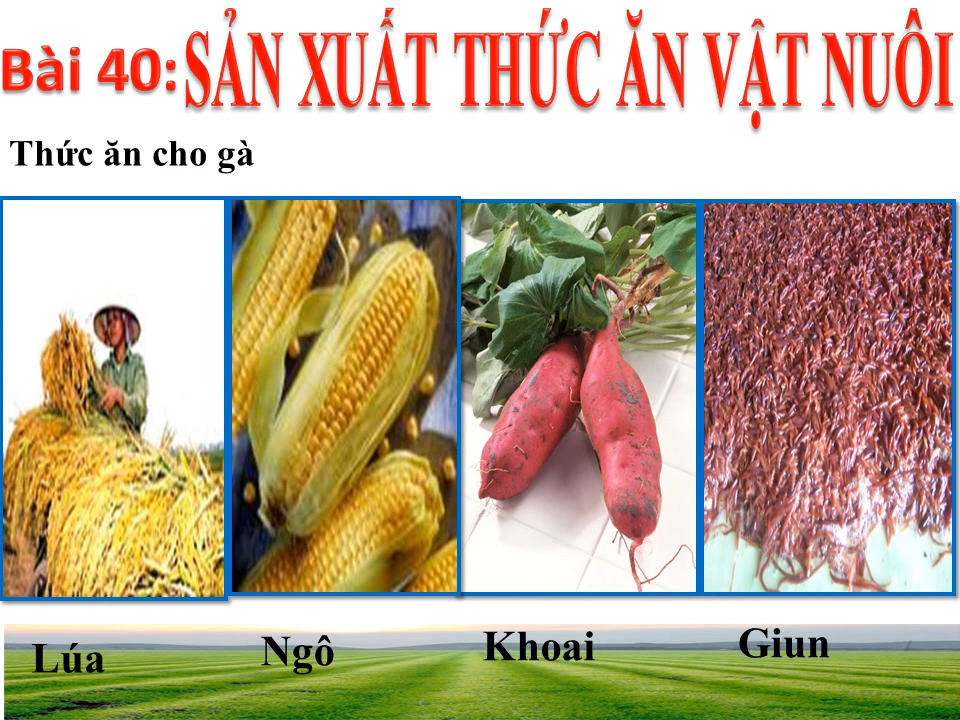 Bài 40: SẢN XUẤT THỨC ĂN VẬT NUÔI
Thức ăn cho gà
Lúa Ngô Khoai Giun